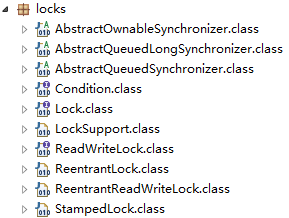 locks
AbstractOwnableSynchronizer.class
AbstractQueuedLongSynchronizer.class
AbstractQueuedSynchronizer.class
Condition.class
Lock.class
LockSupport.class
ReadWriteLock.class
ReentrantLock.class
ReentrantReadWriteLock.class
StampedLock.class